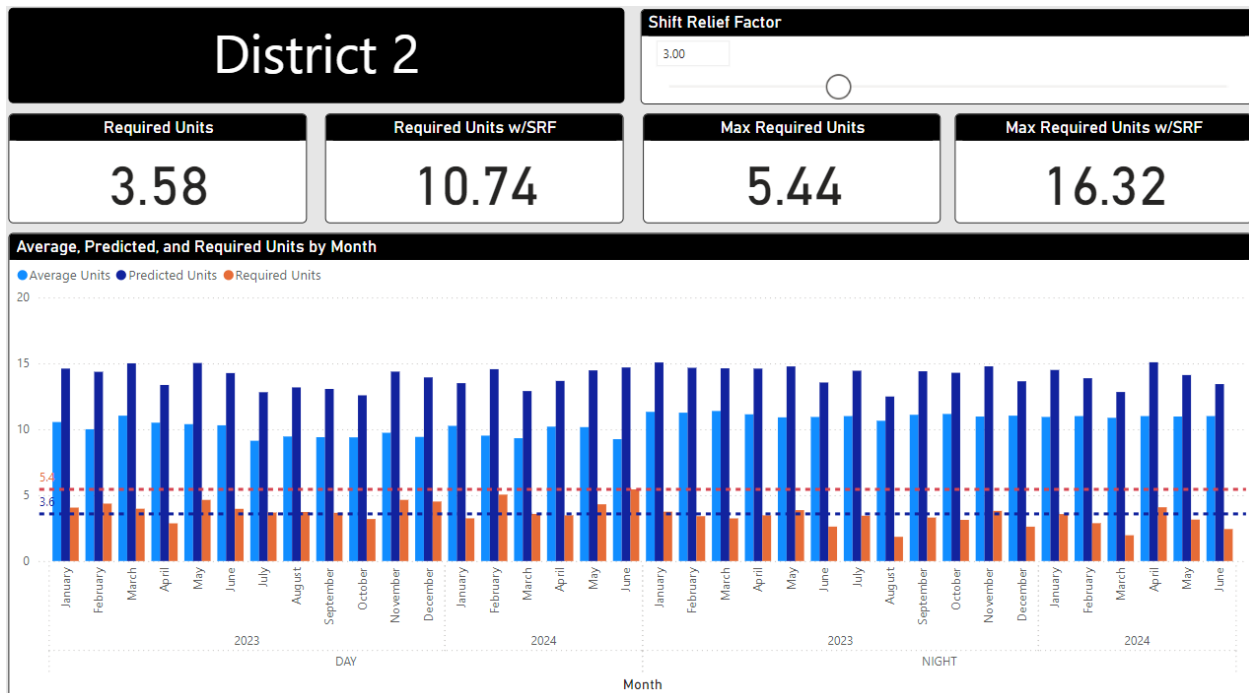 District 2
Shift Relief Factor
3.00
Required Units
3.58
Required Units w/SRF
10.74
Max Required Units
5.44
Max Required Units w/SRF
16.32
Average, Predicted, and Required Units by Month
Average Units Predicted Units Required Units
20
15
10
5.4
5
3.6
0
January February March April May June July August September October November December January February March April May June January February March April May June July August September October November December January February March April May June
2023 2024 2023 2024
DAY NIGHT
Month